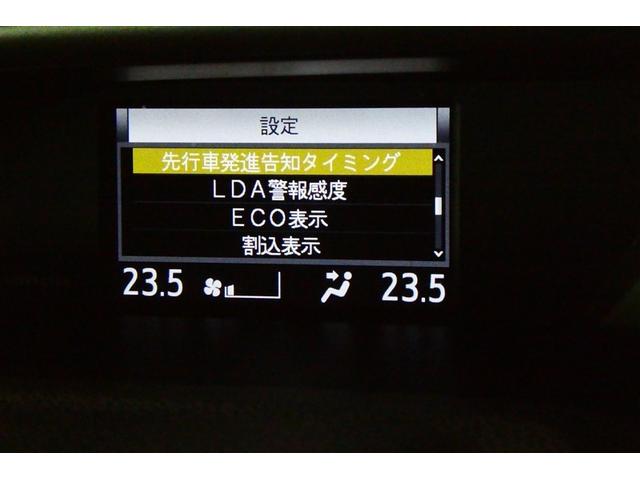 設定
先行車発進告知タイミング
ＬＤＡ警報感度
ＥＣＯ表示
割込表示
23.5 23.5